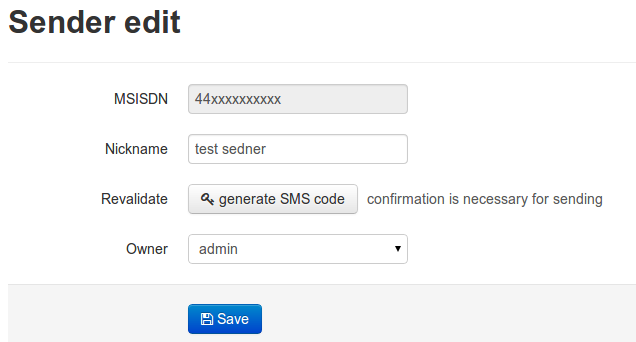 Sender edit
MSISDN 44xxxxxxxxxx
Nickname test sedner
Revalidate generate SMS code confirmation is necessary for sending
Owner admin
Save